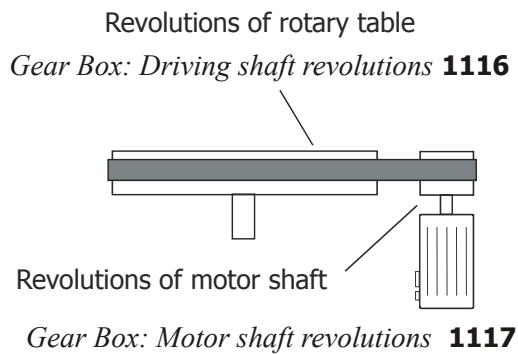 Revolutions of rotary table
Gear Box: Driving shaft revolutions 1116
Revolutions of motor shaft
Gear Box: Motor shaft revolutions 1117